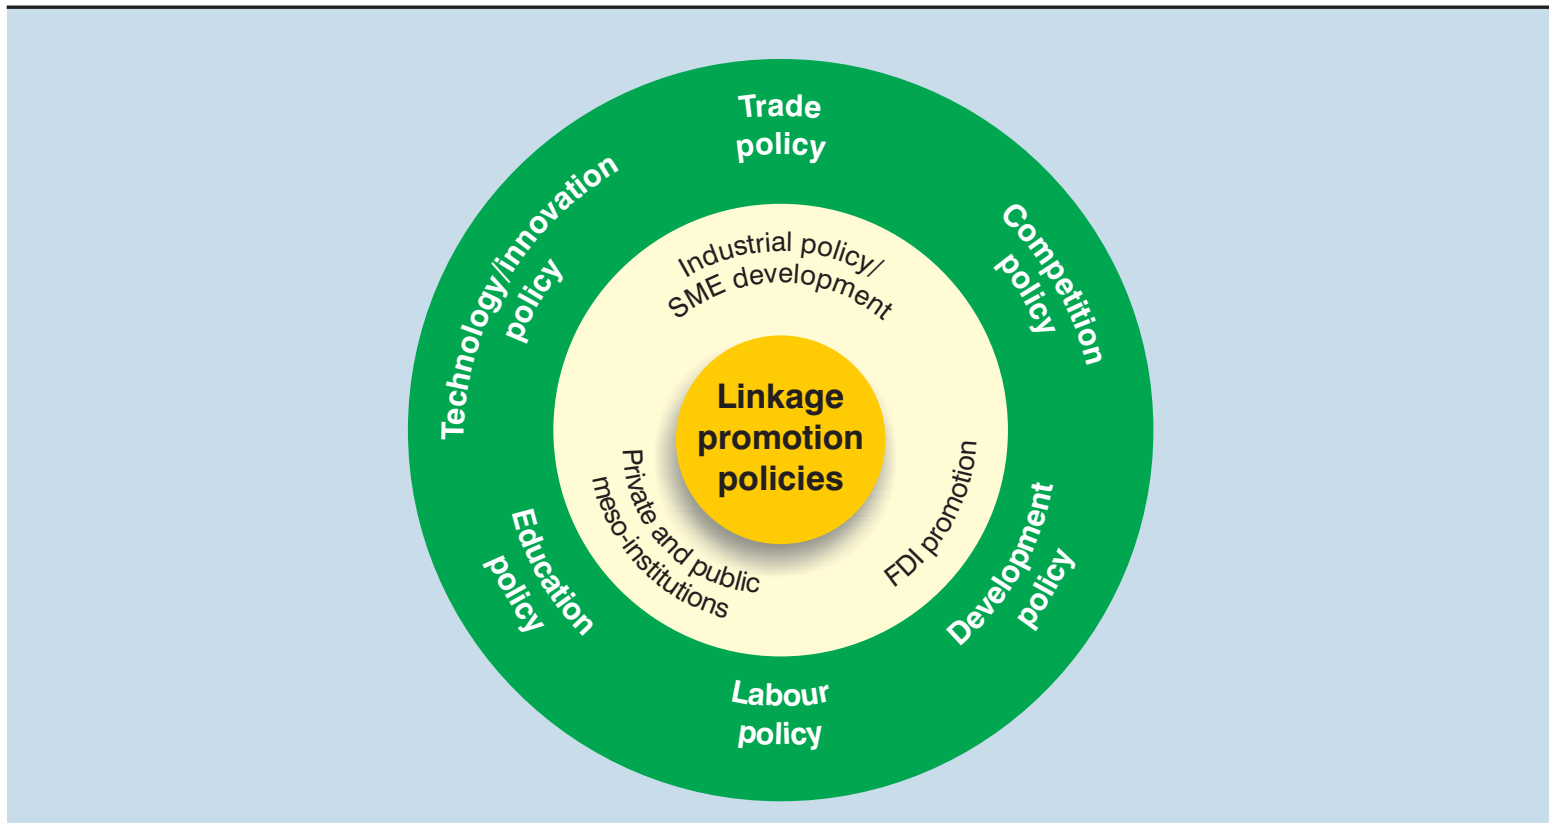 Trade
policy
Competition
policy
Development
policy
Labour
policy
Education
policy
Technology/innovation
policy
Industrial policy/
SME development
FDI promotion
Private and public
meso-institutions
Linkage
promotion
policies